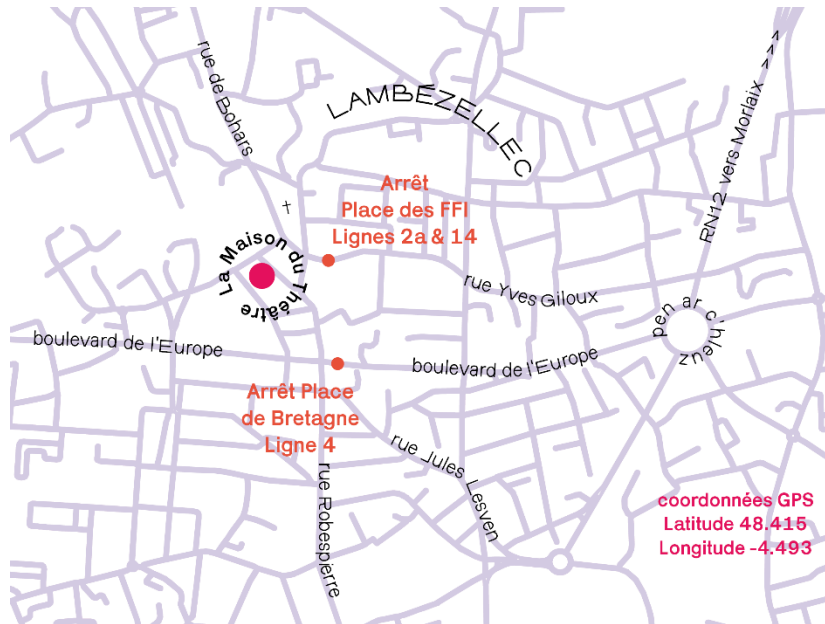 rue de Bohars
LAMBÉZELLEC
RN12 vers Morlaix > > >
Arrêt
Place des FFI
Lignes 2a & 14
†
La Maison du Théâtre
rue Yves Giloux
pen ar c'hleuz
boulevard de l'Europe
boulevard de l'Europe
Arrêt Place
de Bretagne
Ligne 4
rue Jules Lesven
rue Robespierre
coordonnées GPS
Latitude 48.415
Longitude -4.493